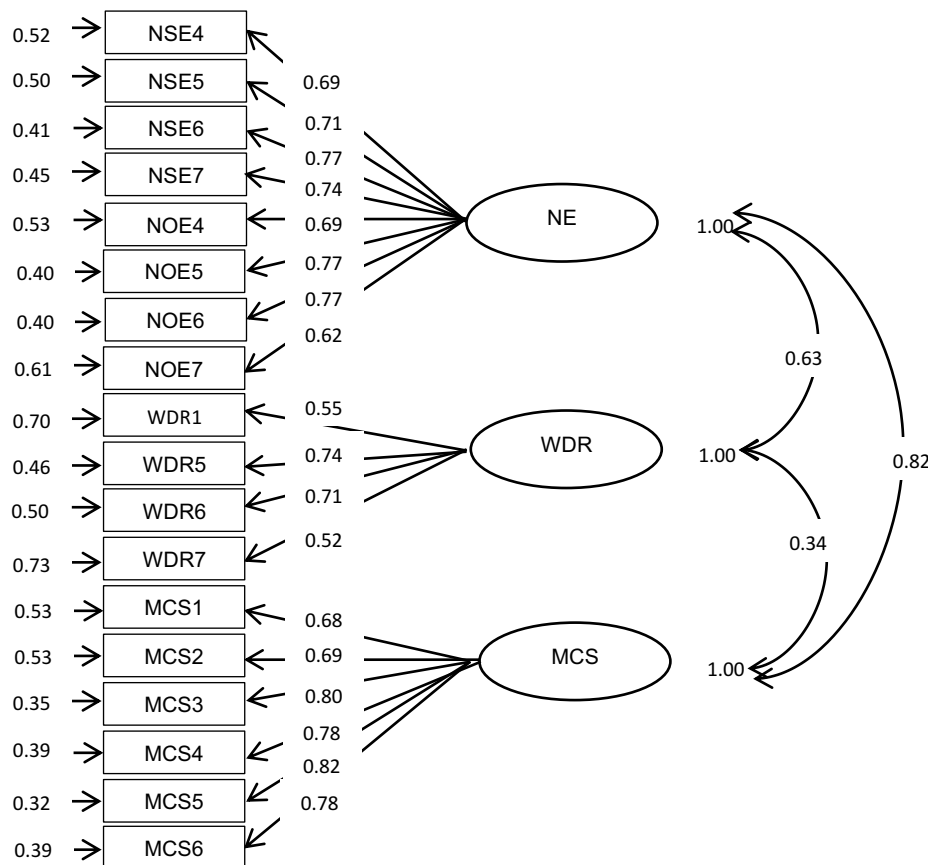 0.52 NSE4
0.69
0.50 NSE5
0.71
0.41 NSE6
0.77
0.45 NSE7
0.74
0.53 NOE4 0.69 NE 1.00
0.40 NOE5 0.77
0.40 NOE6 0.77
0.62
0.61 NOE7 0.63
0.70 WDR1 0.55
0.46 WDR5 0.74 WDR 1.00 0.82
0.50 WDR6 0.71
0.73 WDR7 0.52 0.34
0.53 MCS1 0.68
0.53 MCS2 0.69 MCS 1.00
0.35 MCS3 0.80
0.39 MCS4 0.78
0.82
0.32 MCS5 0.78
0.39 MCS6